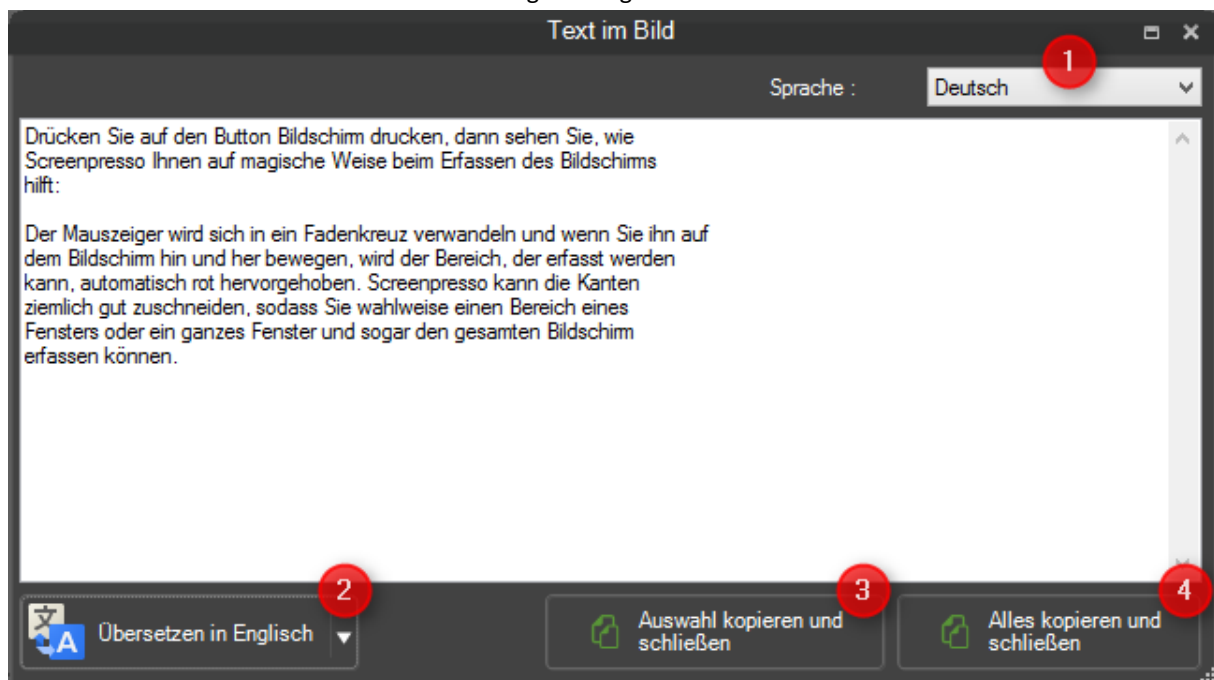 Text im Bild
1
Sprache :
Deutsch
Drücken Sie auf den Button Bildschirm drucken, dann sehen Sie, wie
Screenpresso Ihnen auf magische Weise beim Erfassen des Bildschirms
hilft:
Der Mauszeiger wird sich in ein Fadenkreuz verwandeln und wenn Sie ihn auf
dem Bildschirm hin und her bewegen, wird der Bereich, der erfasst werden
kann, automatisch rot hervorgehoben. Screenpresso kann die Kanten
ziemlich gut zuschneiden, sodass Sie wahlweise einen Bereich eines
Fensters oder ein ganzes Fenster und sogar den gesamten Bildschirm
erfassen können.
2
3
4
文
A
Übersetzen in Englisch
Auswahl kopieren und
schließen
Alles kopieren und
schließen